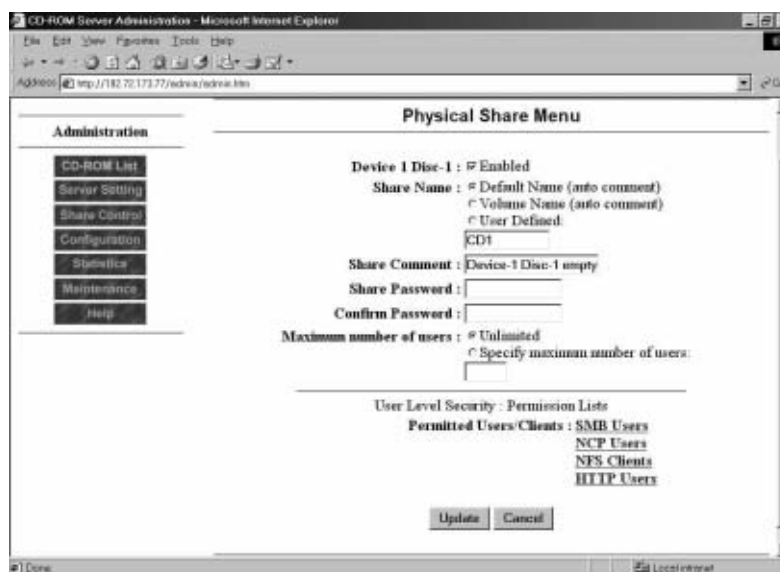 CD-ROM Server Administration - Microsoft Internet Explorer
File Edit View Favorites Tools Help
Address http://182.72.173.77/admin/admin.htm
Physical Share Menu
Administration
CD-ROM List
Server Setting
Share Control
Configuration
Statistics
Maintenance
Help
Device 1 Disc-1 : Enabled
Share Name : Default Name (auto comment)
Volume Name (auto comment)
User Defined:
CD1
Share Comment : Device-1 Disc-1 empty
Share Password :
Confirm Password :
Maximum number of users : Unlimited
Specify maximum number of users:
User Level Security : Permission Lists
Permitted Users/Clients : SMB Users
NCP Users
NFS Clients
HTTP Users
Update Cancel
Done
Local intranet